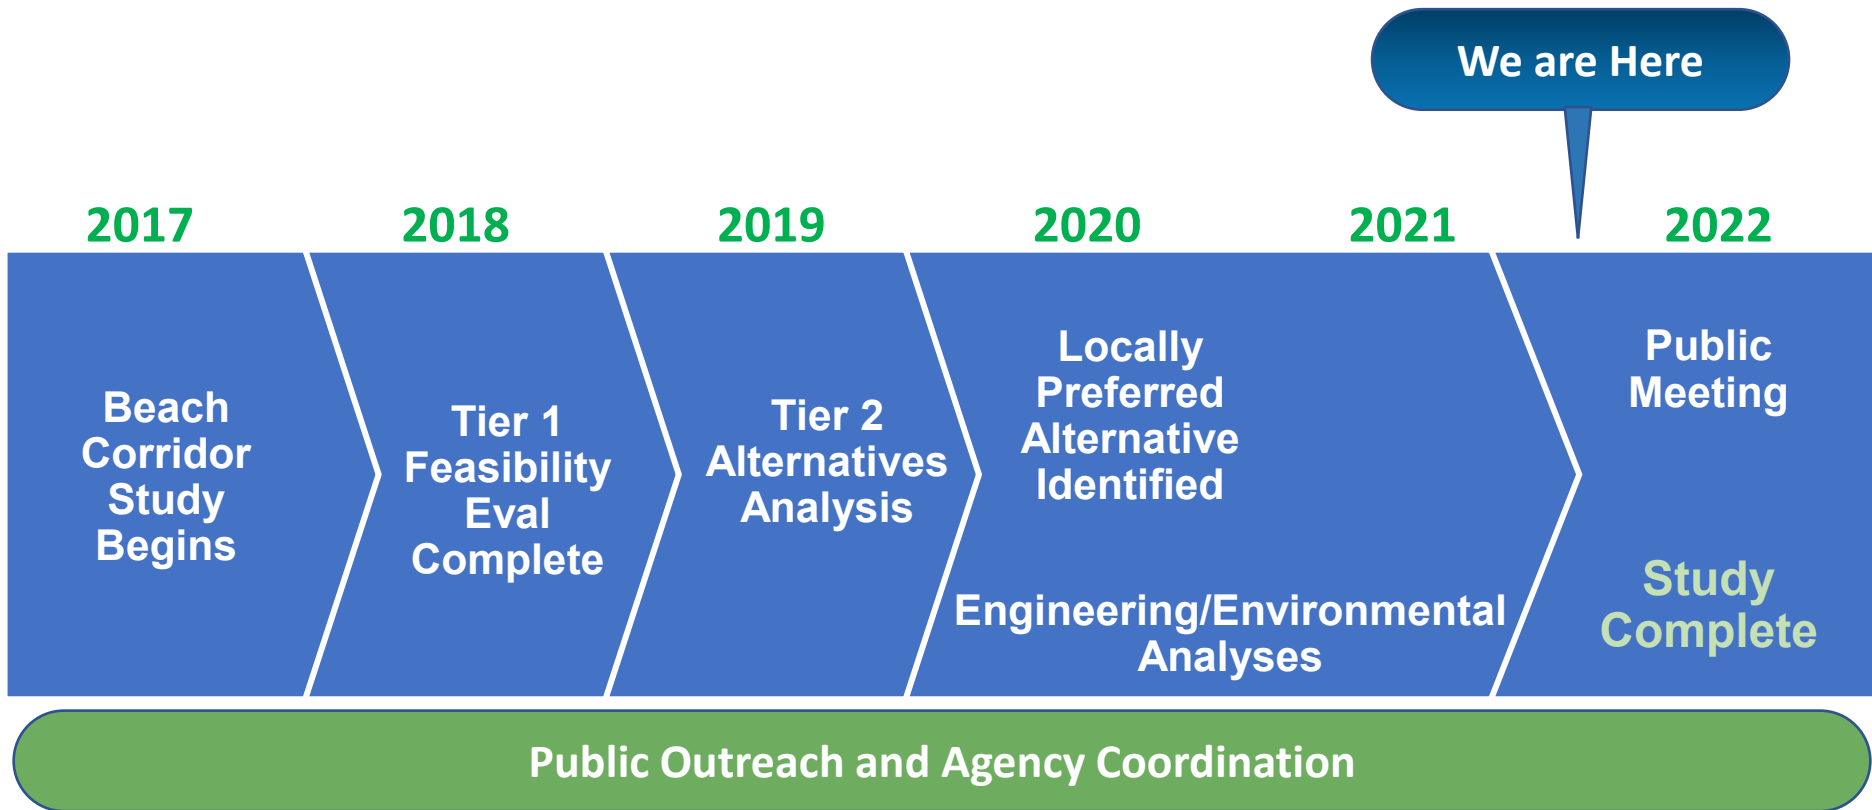 We are Here
2017
2018
2019
2020
2021
2022
Beach
Corridor
Study
Begins
Tier 1
Feasibility
Eval
Complete
Tier 2
Alternatives
Analysis
Locally
Preferred
Alternative
Identified
Engineering/Environmental
Analyses
Public
Meeting
Study
Complete
Public Outreach and Agency Coordination